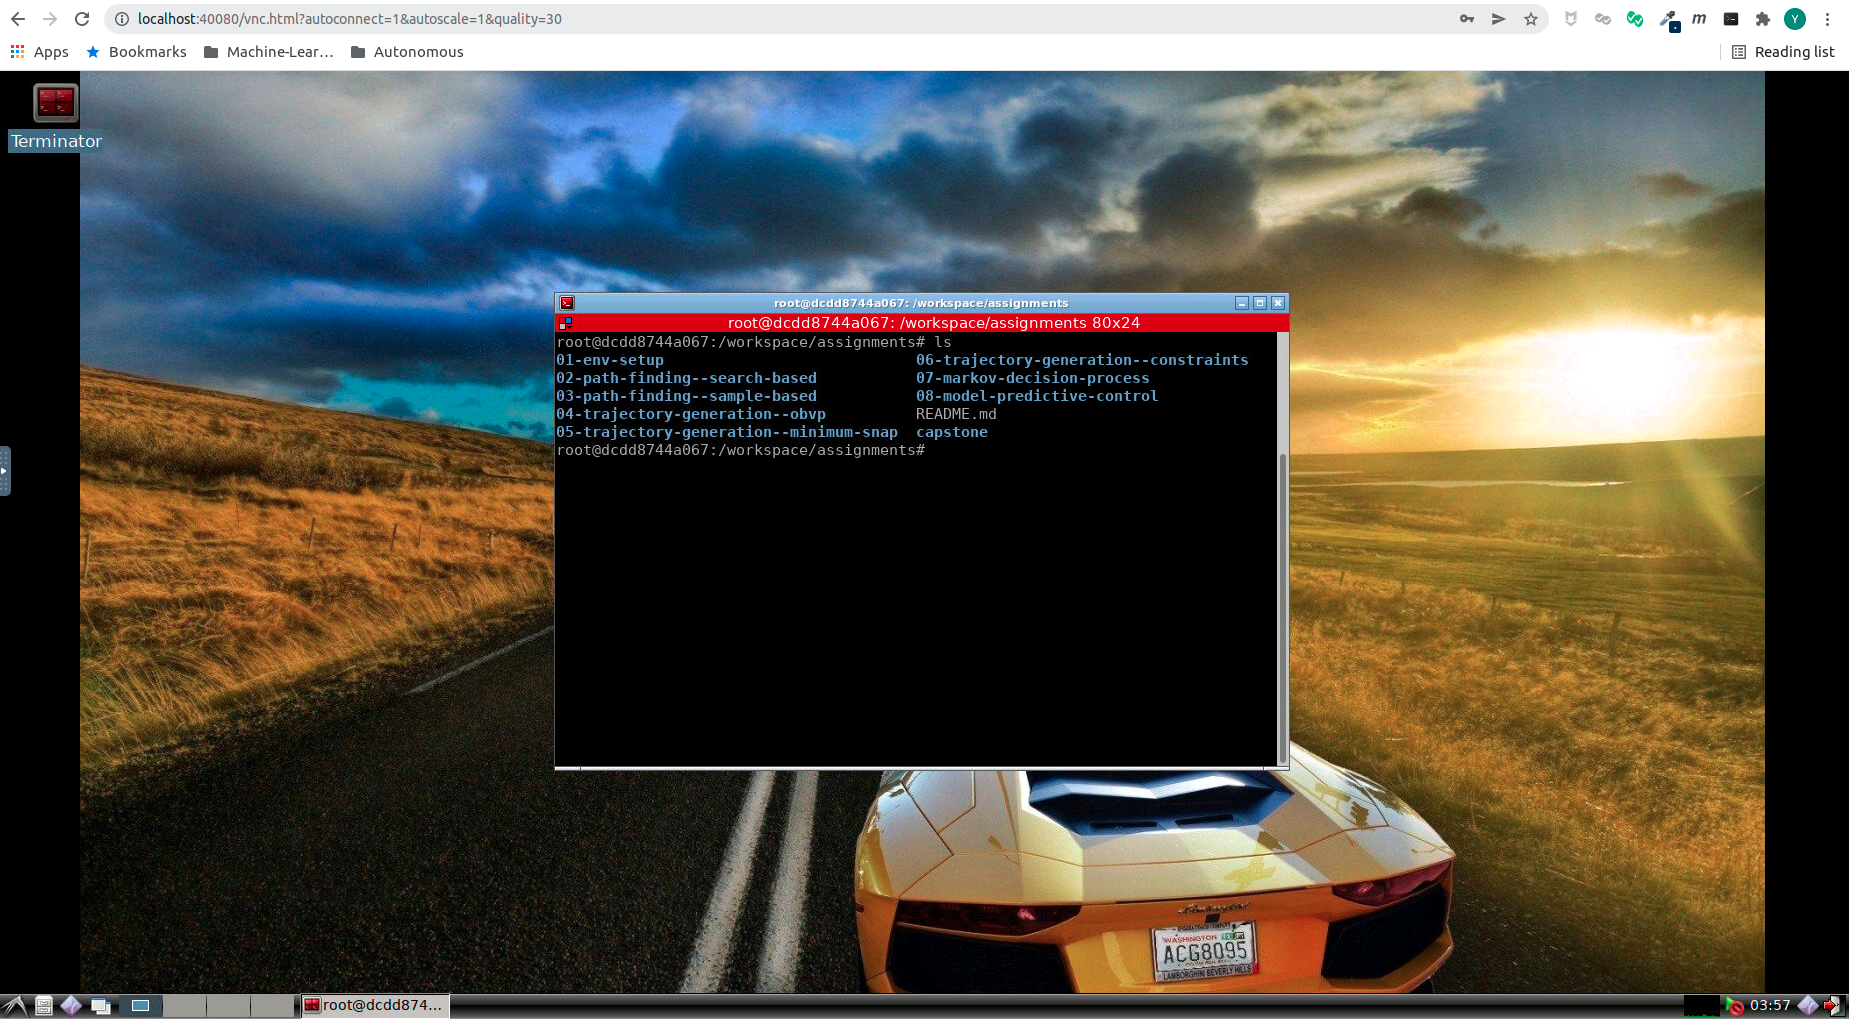 localhost:40080/vnc.html?autoconnect=1&autoscale=1&quality=30
Y
Apps Bookmarks Machine-Lear… Autonomous Reading list
Terminator
root@dcdd8744a067: /workspace/assignments
root@dcdd8744a067: /workspace/assignments 80x24
root@dcdd8744a067:/workspace/assignments# ls
01-env-setup 06-trajectory-generation--constraints
02-path-finding--search-based 07-markov-decision-process
03-path-finding--sample-based 08-model-predictive-control
04-trajectory-generation--obvp README.md
05-trajectory-generation--minimum-snap capstone
root@dcdd8744a067:/workspace/assignments#
WASHINGTON
ACG8095
LAMBORGHINI BEVERLY HILLS
root@dcdd874... 03:57